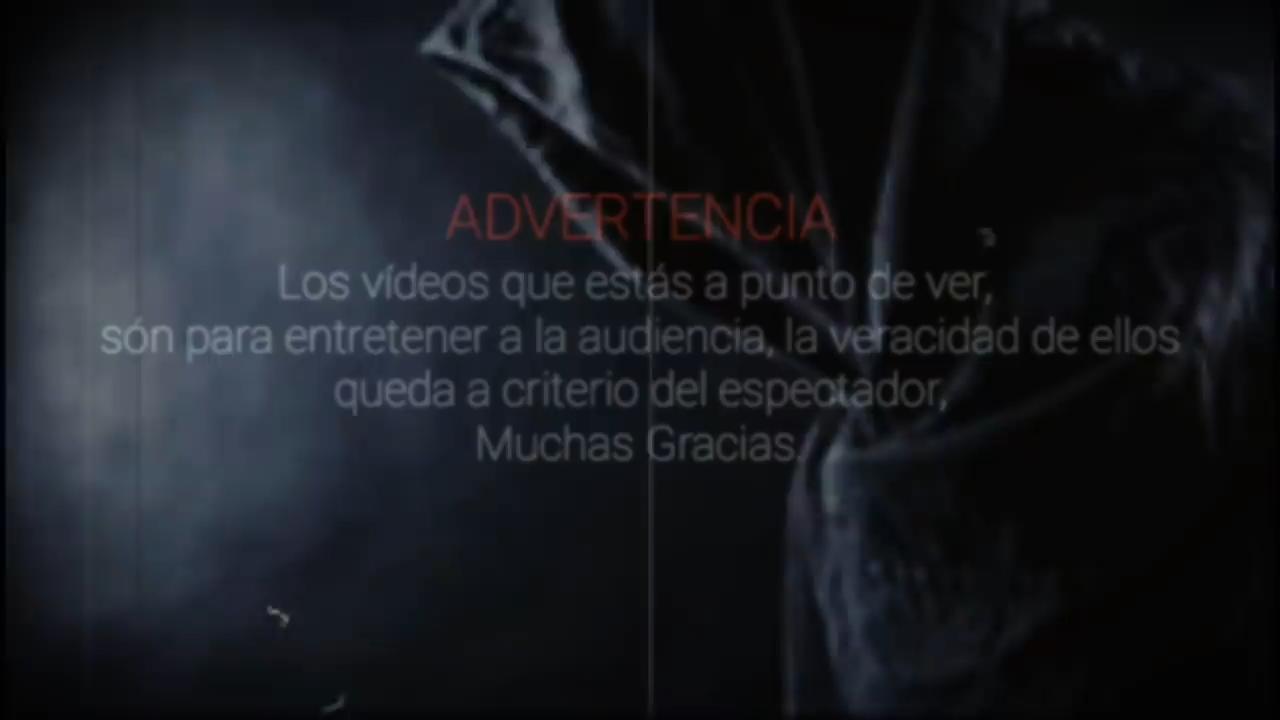 ADVERTENCIA
Los vídeos que estás a punto de ver,
són para entretener a la audiencia, la veracidad de ellos
queda a criterio del espectador,
Muchas Gracias.